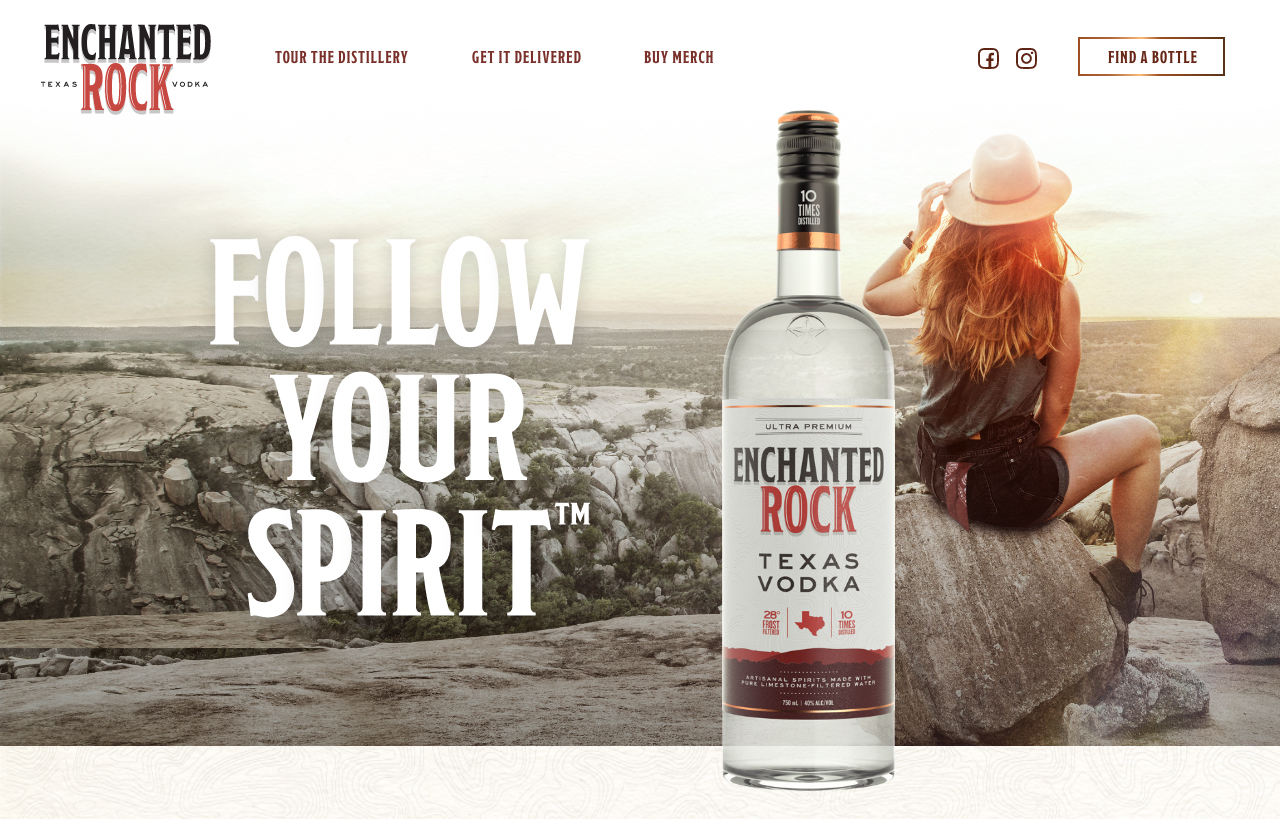 ENCHANTED
TEXAS ROCK VODKA
TOUR THE DISTILLERY
GET IT DELIVERED
BUY MERCH
FIND A BOTTLE
FOLLOW
YOUR
SPIRIT™
10
TIMES
DISTILLED
ULTRA PREMIUM
ENCHANTED
ROCK
TEXAS
VODKA
28°
FROST
FILTERED
10
TIMES
DISTILLED
ARTISANAL SPIRITS MADE WITH
PURE LIMESTONE-FILTERED WATER
750 mL | 40% ALC/VOL